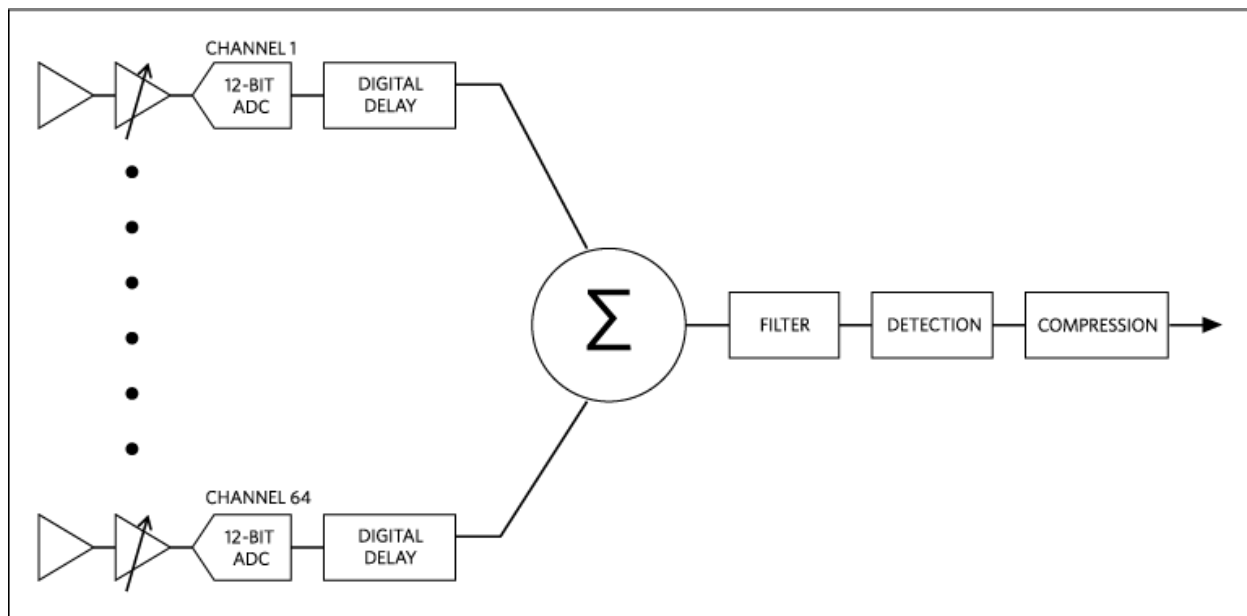 CHANNEL 1
12-BIT
ADC
DIGITAL
DELAY
Σ
FILTER
DETECTION
COMPRESSION
CHANNEL 64
12-BIT
ADC
DIGITAL
DELAY